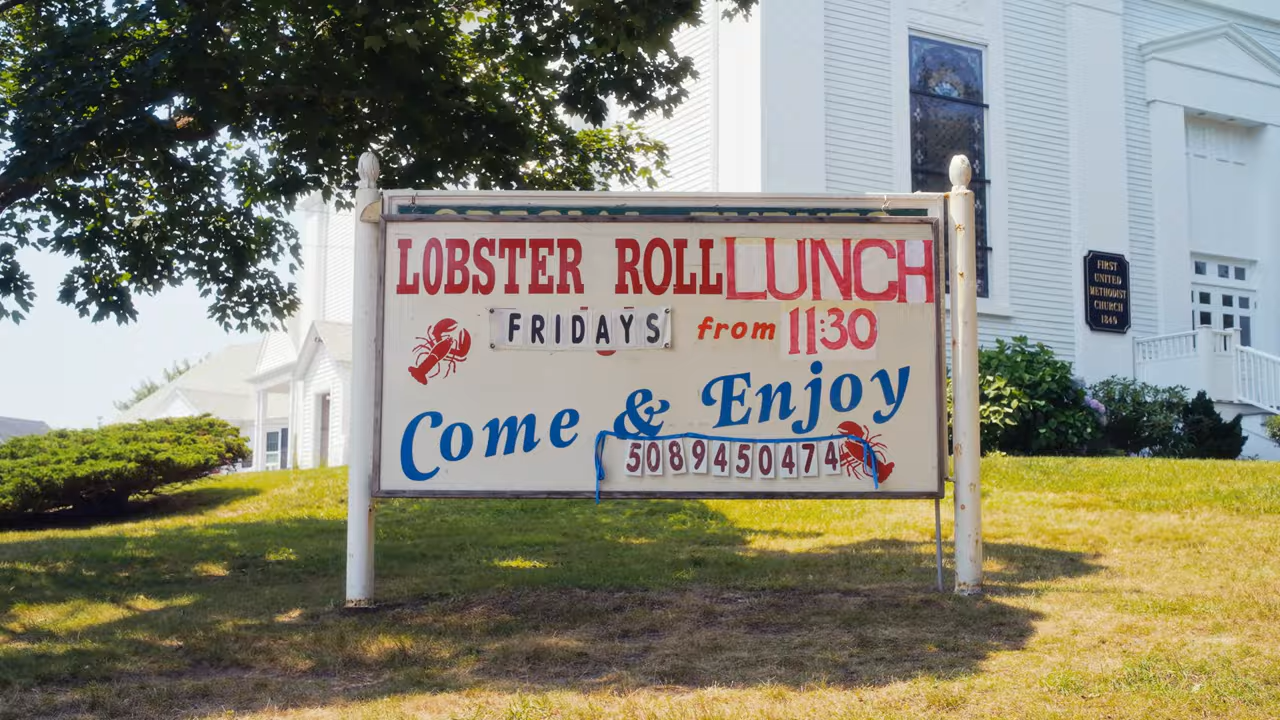 LOBSTER ROLL LUNCH
FRIDAYS from 11:30
Come & Enjoy
5089450474
FIRST
UNITED
METHODIST
CHURCH
1849